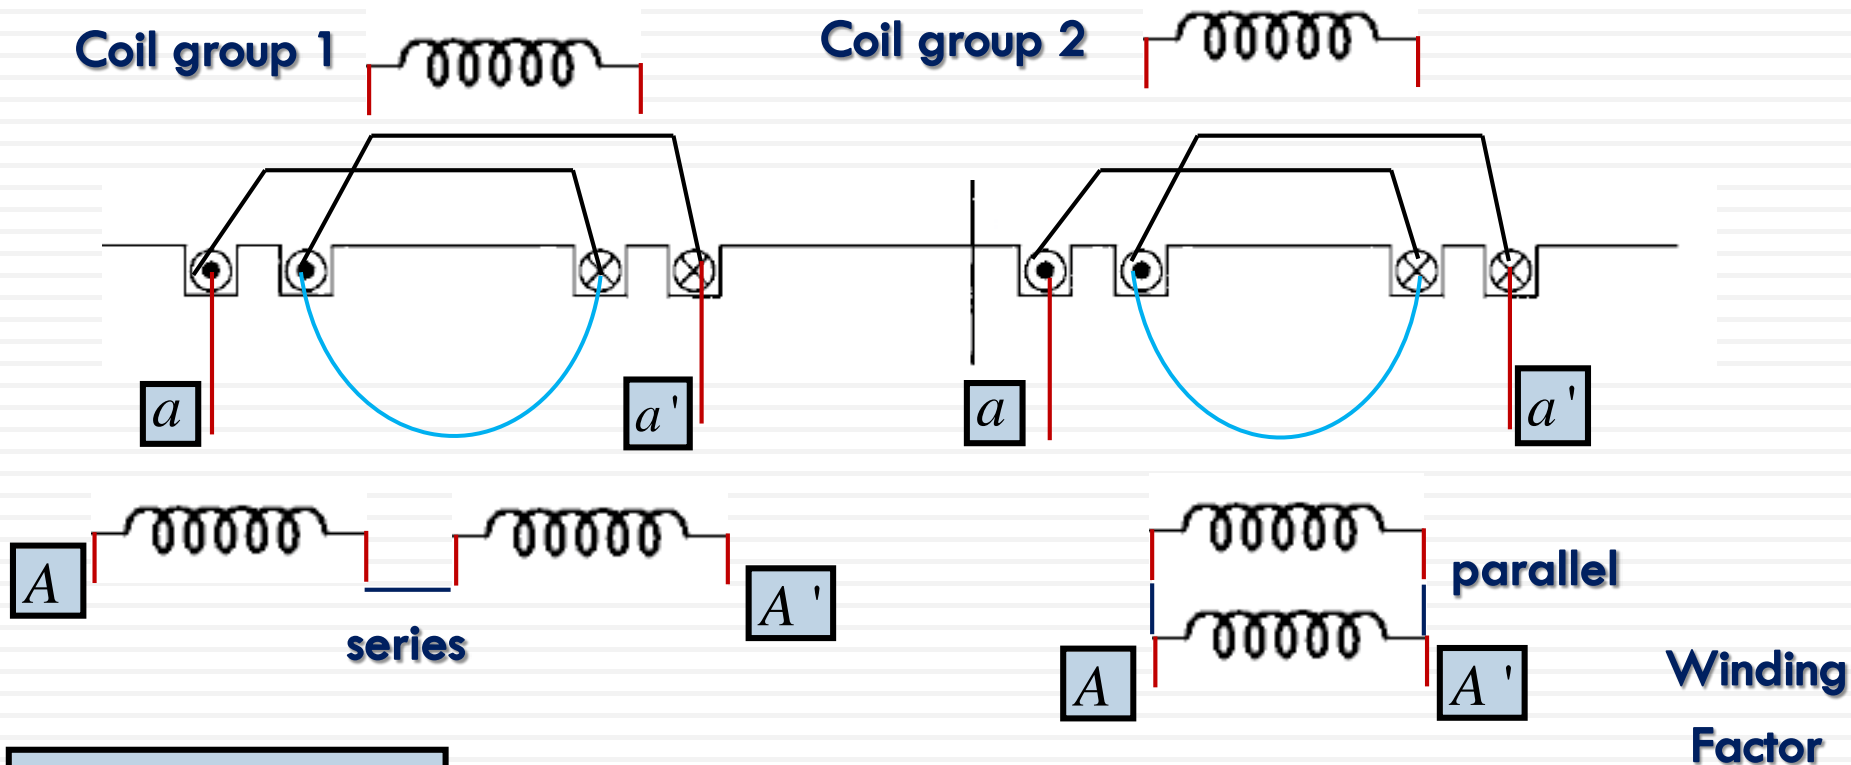 Coil group 1
Coil group 2
a
a'
a
a'
A
series
A'
parallel
A
A'
Winding
Factor